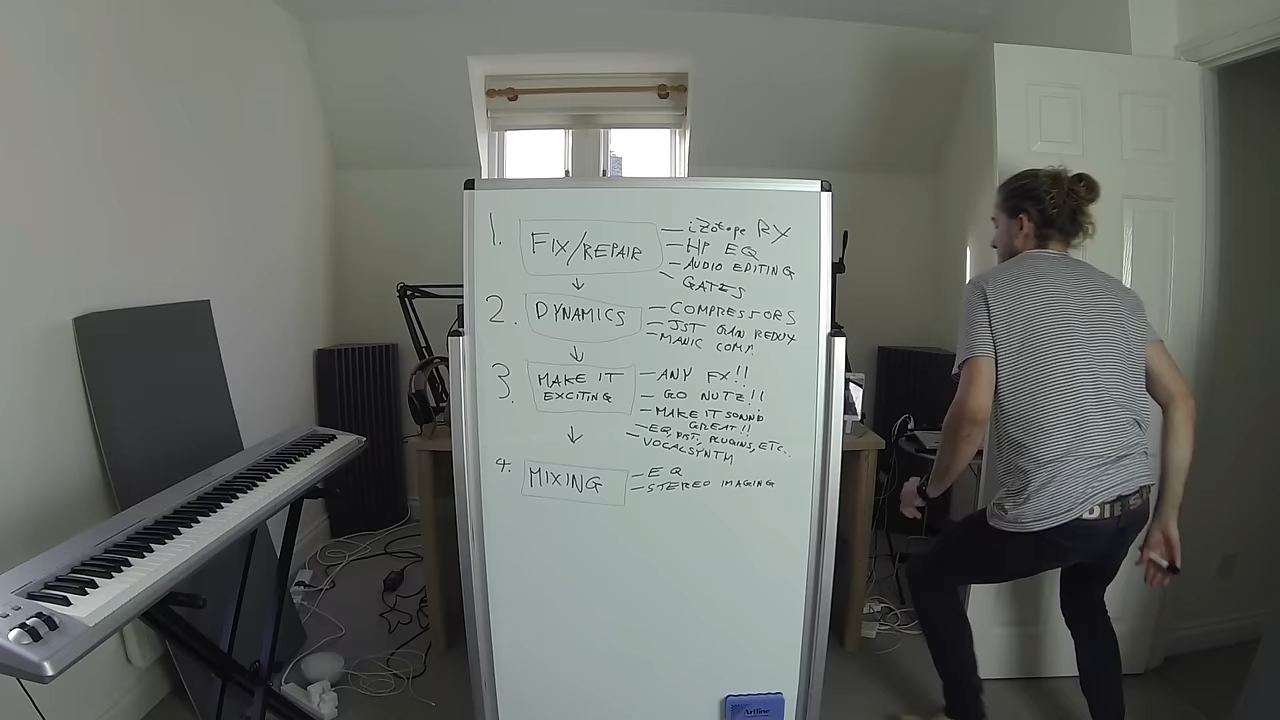 1. FIX/REPAIR
- iZotope RX
- HP EQ
- AUDIO EDITING
- GATES
2. DYNAMICS
- COMPRESSORS
- JST GAIN REDUX
- MANIC COMP
3. MAKE IT
EXCITING
- ANY FX!!
- GO NUTZ!!
- MAKE IT SOUND
GREAT!!
- EQ, DIST, PLUGINS, ETC..
- VOCALSYNTH
4. MIXING
- EQ
- STEREO IMAGING
Artline